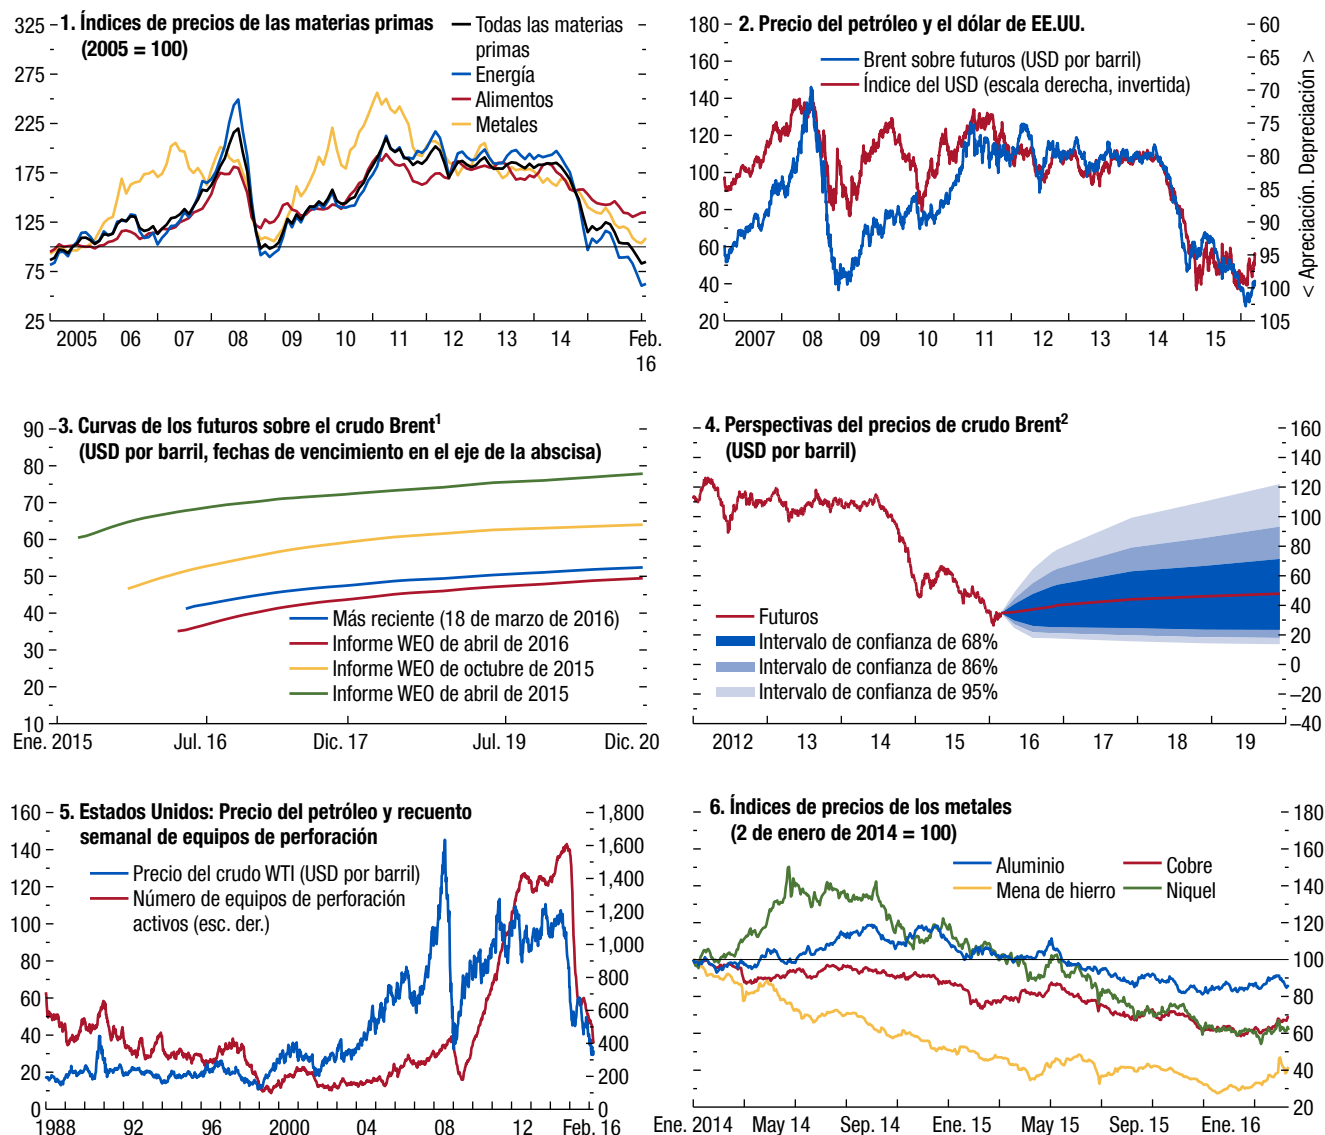 1. Índices de precios de las materias primas
(2005 = 100)
Todas las materias
primas
Energía
Alimentos
Metales
325
275
225
175
125
75
25
2005 06 07 08 09 10 11 12 13 14 Feb.
16
2. Precio del petróleo y el dólar de EE.UU.
Brent sobre futuros (USD por barril)
Índice del USD (escala derecha, invertida)
180
160
140
120
100
80
60
40
20
60
65
70
75
80
85
90
95
100
105
< Apreciación. Depreciación >
2007 08 09 10 11 12 13 14 15
3. Curvas de los futuros sobre el crudo Brent1
(USD por barril, fechas de vencimiento en el eje de la abscisa)
90
80
70
60
50
40
30
20
10
Más reciente (18 de marzo de 2016)
Informe WEO de abril de 2016
Informe WEO de octubre de 2015
Informe WEO de abril de 2015
Ene. 2015 Jul. 16 Dic. 17 Jul. 19 Dic. 20
4. Perspectivas del precios de crudo Brent2
(USD por barril)
Futuros
Intervalo de confianza de 68%
Intervalo de confianza de 86%
Intervalo de confianza de 95%
160
140
120
100
80
60
40
20
0
–20
–40
2012 13 14 15 16 17 18 19
5. Estados Unidos: Precio del petróleo y recuento
semanal de equipos de perforación
Precio del crudo WTI (USD por barril)
Número de equipos de perforación
activos (esc. der.)
160
140
120
100
80
60
40
20
0
1,800
1,600
1,400
1,200
1,000
800
600
400
200
0
1988 92 96 2000 04 08 12 Feb. 16
6. Índices de precios de los metales
(2 de enero de 2014 = 100)
Aluminio
Cobre
Mena de hierro
Niquel
180
160
140
120
100
80
60
40
20
Ene. 2014 May 14 Sep. 14 Ene. 15 May 15 Sep. 15 Ene. 16